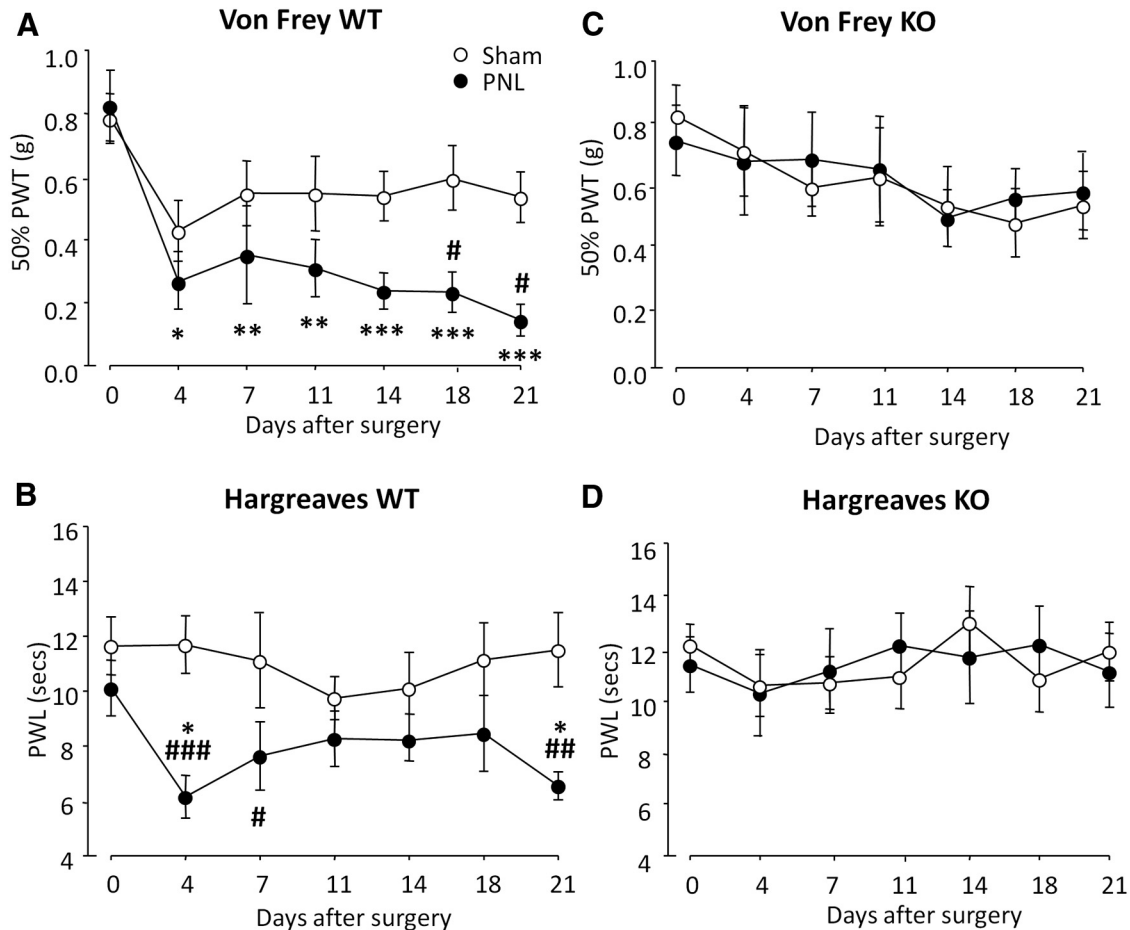 A
Von Frey WT
Sham
PNL
50% PWT (g)
1.0
0.8
0.6
0.4
0.2
0.0
#
#
* ** ** *** *** ***
0 4 7 11 14 18 21
Days after surgery
C
Von Frey KO
50% PWT (g)
1.0
0.8
0.6
0.4
0.2
0.0
0 4 7 11 14 18 21
Days after surgery
B
Hargreaves WT
PWL (secs)
16
14
12
10
8
6
4
*
###
#
*
##
0 4 7 11 14 18 21
Days after surgery
D
Hargreaves KO
PWL (secs)
16
14
12
10
8
6
4
0 4 7 11 14 18 21
Days after surgery